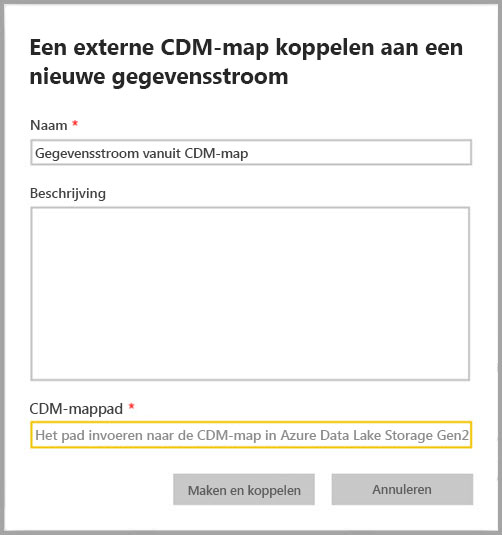 Een externe CDM-map koppelen aan een
nieuwe gegevensstroom
Naam *
Gegevensstroom vanuit CDM-map
Beschrijving
CDM-mappad *
Het pad invoeren naar de CDM-map in Azure Data Lake Storage Gen2
Maken en koppelen
Annuleren